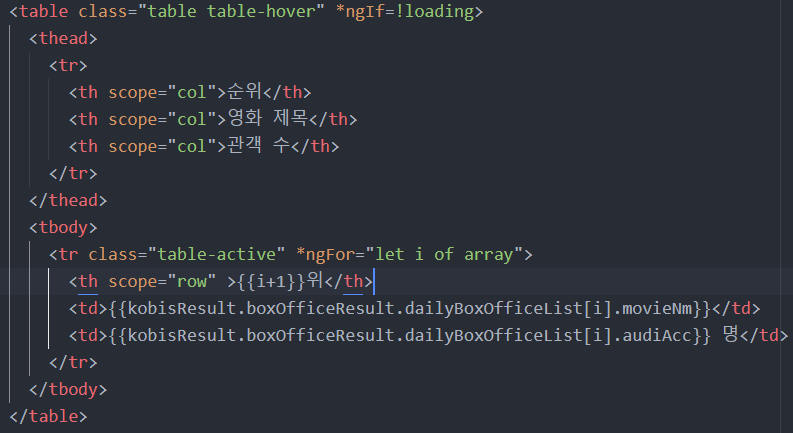 <table class="table table-hover" *ngIf=!loading>
<thead>
<tr>
<th scope="col">순위</th>
<th scope="col">영화 제목</th>
<th scope="col">관객 수</th>
</tr>
</thead>
<tbody>
<tr class="table-active" *ngFor="let i of array">
<th scope="row" >{{i+1}}위</th>
<td>{{kobisResult.boxOfficeResult.dailyBoxOfficeList[i].movieNm}}</td>
<td>{{kobisResult.boxOfficeResult.dailyBoxOfficeList[i].audiAcc}} 명</td>
</tr>
</tbody>
</table>